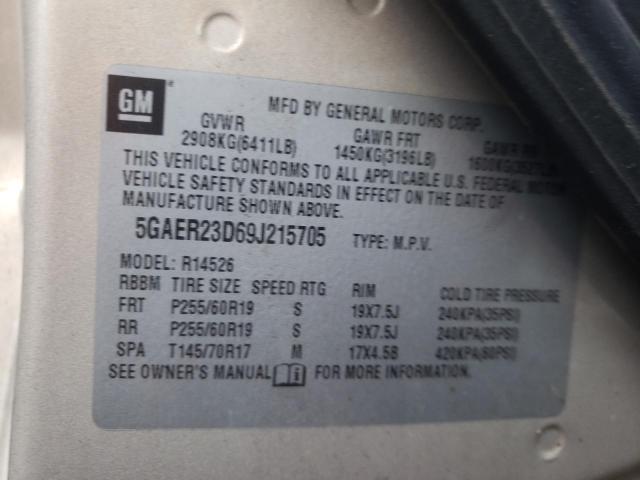 GM
MFD BY GENERAL MOTORS CORP.
GVWR GAWR FRT GAWR
2908KG(6411LB) 1450KG(3196LB)
THIS VEHICLE CONFORMS TO ALL APPLICABLE U.S. FEDERAL MOTOR
VEHICLE SAFETY STANDARDS IN EFFECT ON THE DATE OF
MANUFACTURE SHOWN ABOVE.
5GAER23D69J215705 TYPE: M.P.V.
MODEL: R14526
RBBM TIRE SIZE SPEED RTG RIM COLD TIRE PRESSURE
FRT P255/60R19 S 19X7.5J 240KPA(35PSI)
RR P255/60R19 S 19X7.5J 240KPA(35PSI)
SPA T145/70R17 M 17X4.5B 420KPA(60PSI)
SEE OWNER'S MANUAL FOR MORE INFORMATION.